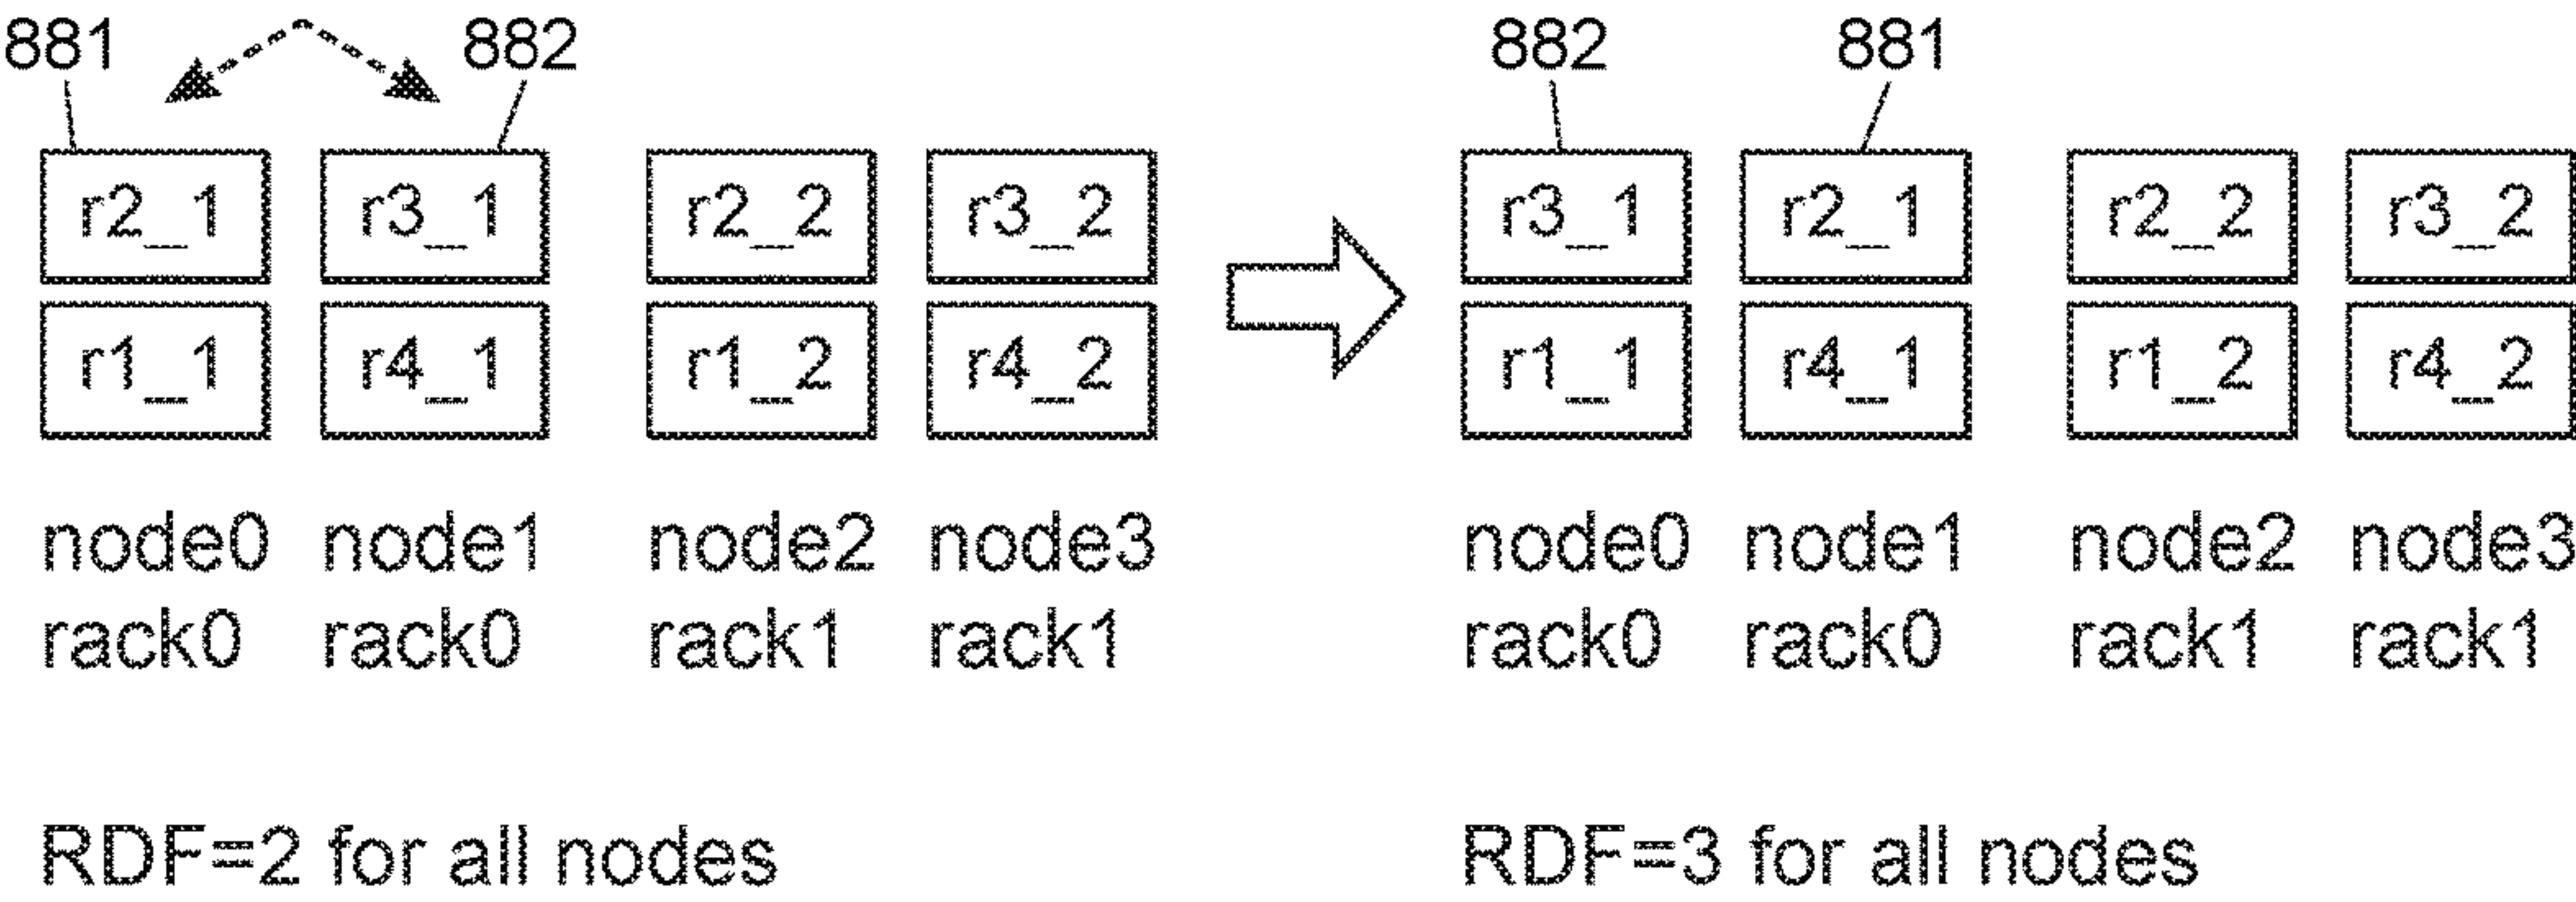 881 882 882 881
r2_1 r3_1 r2_2 r3_2 r3_1 r2_1 r2_2 r3_2
r1_1 r4_1 r1_2 r4_2 r1_1 r4_1 r1_2 r4_2
node0 node1 node2 node3 node0 node1 node2 node3
rack0 rack0 rack1 rack1 rack0 rack0 rack1 rack1
RDF=2 for all nodes RDF=3 for all nodes